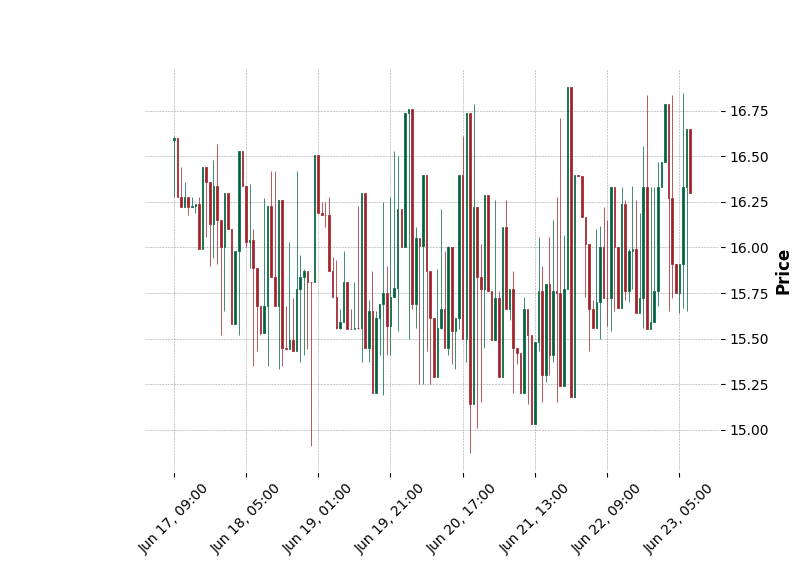 16.75
16.50
16.25
16.00
15.75
15.50
15.25
15.00
Price
Jun 17, 09:00
Jun 18, 05:00
Jun 19, 01:00
Jun 19, 21:00
Jun 20, 17:00
Jun 21, 13:00
Jun 22, 09:00
Jun 23, 05:00